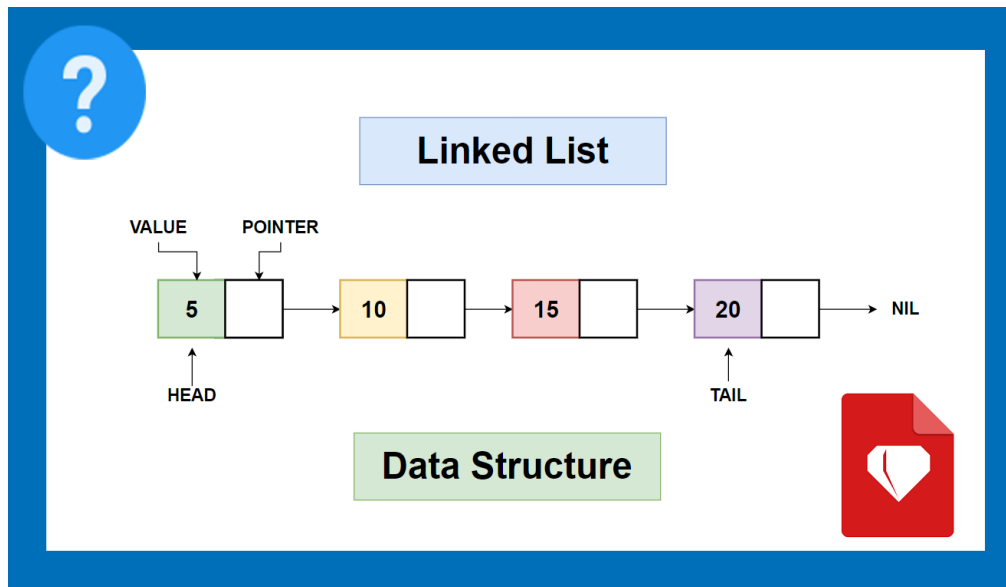 ?
Linked List
VALUE POINTER
5 10 15 20 NIL
HEAD TAIL
Data Structure